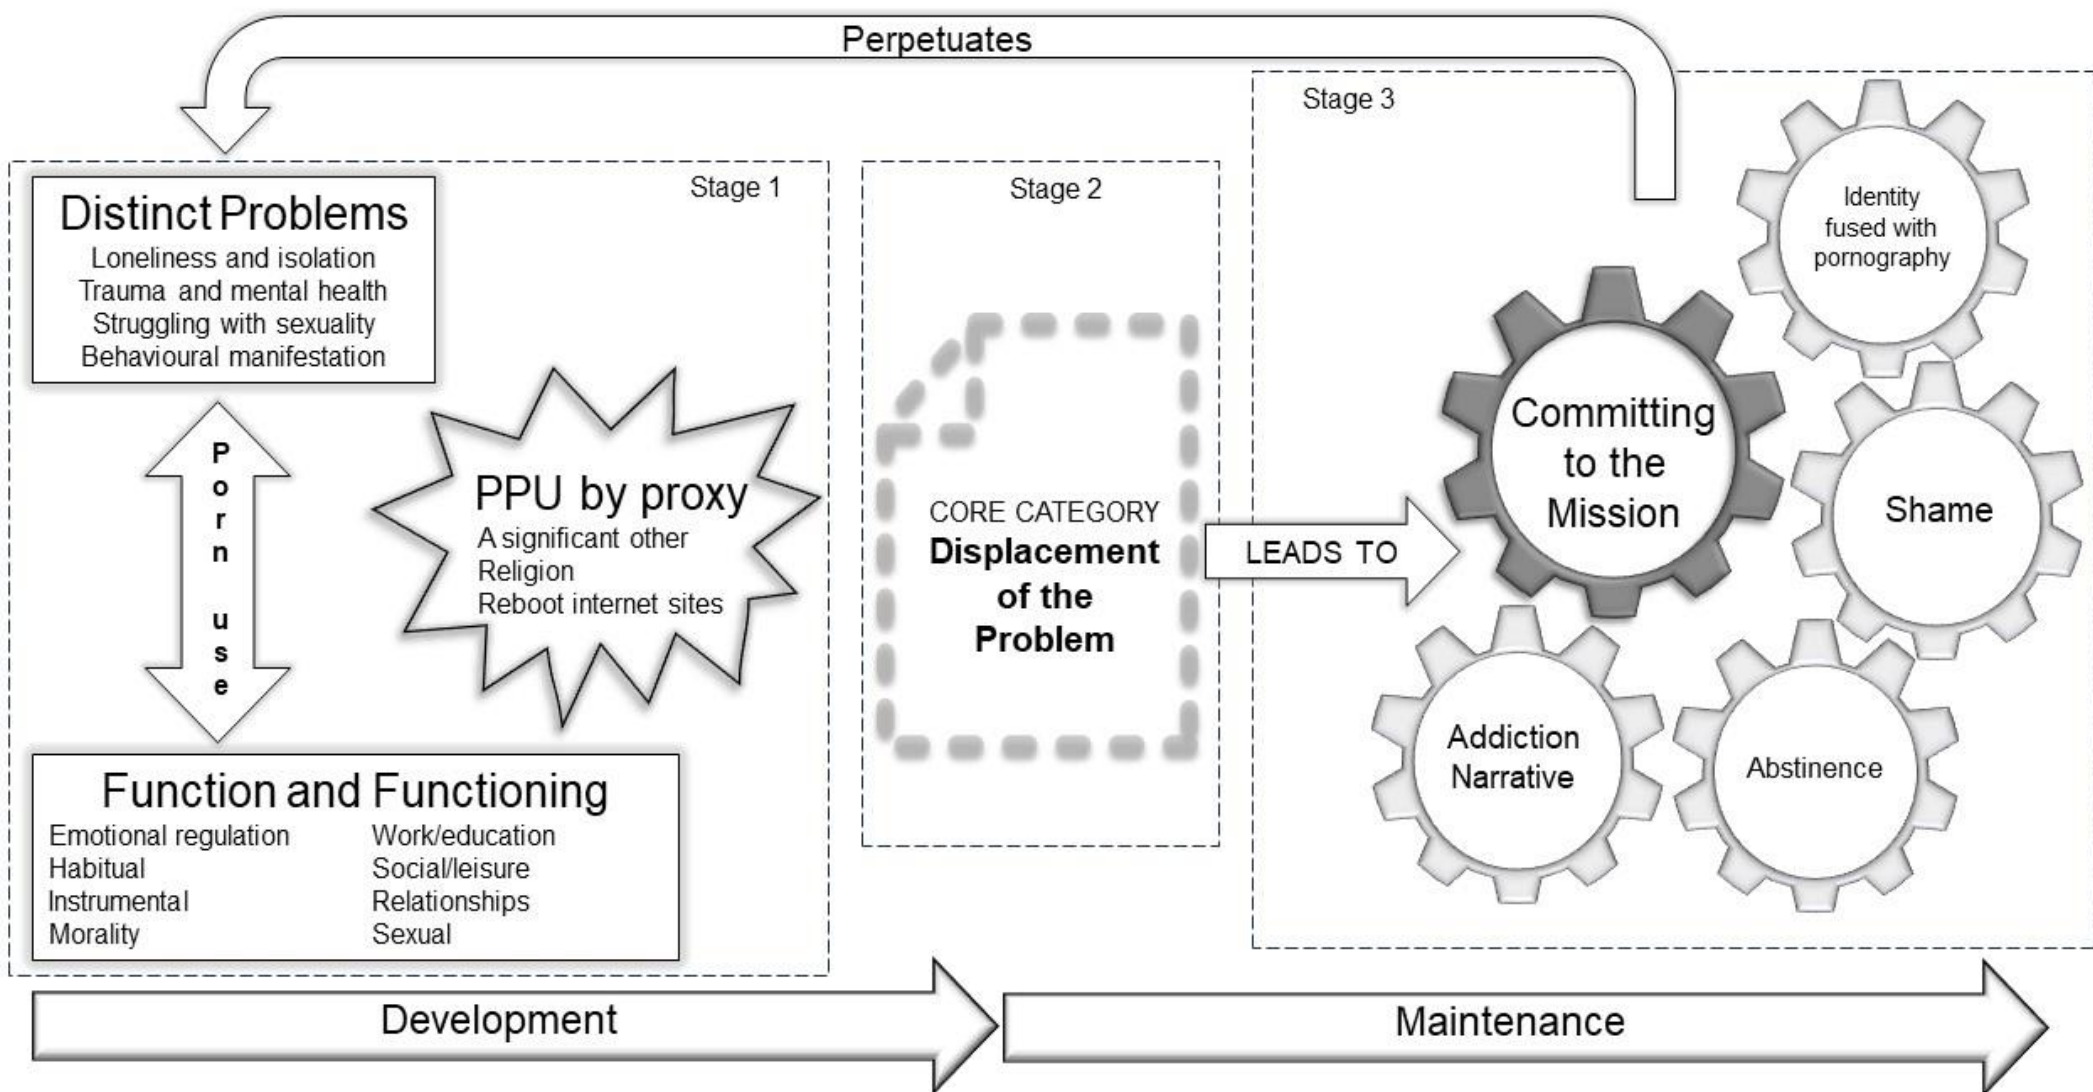 Perpetuates
Stage 1
Distinct Problems
Loneliness and isolation
Trauma and mental health
Struggling with sexuality
Behavioural manifestation
Porn use
PPU by proxy
A significant other
Religion
Reboot internet sites
Function and Functioning
Emotional regulation
Habitual
Instrumental
Morality
Work/education
Social/leisure
Relationships
Sexual
Stage 2
CORE CATEGORY
Displacement
of the
Problem
LEADS TO
Stage 3
Committing
to the
Mission
Identity
fused with
pornography
Shame
Addiction
Narrative
Abstinence
Development
Maintenance